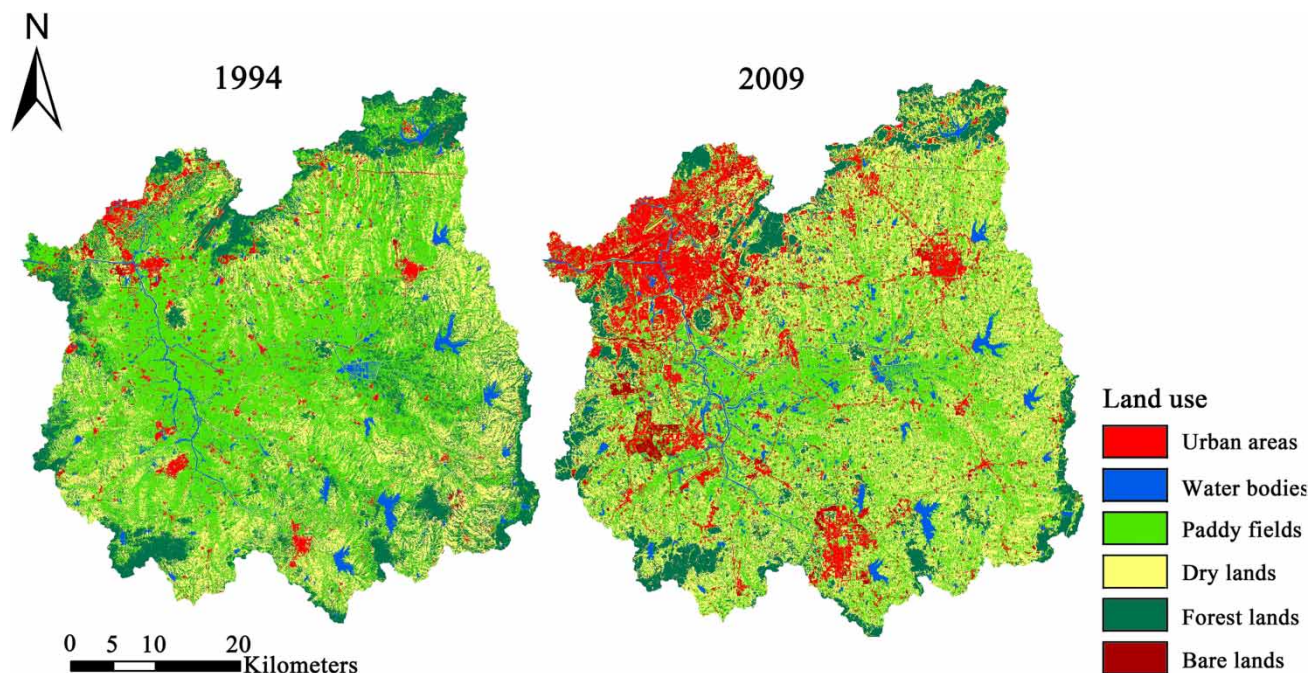 N
1994
2009
Land use
Urban areas
Water bodies
Paddy fields
Dry lands
Forest lands
Bare lands
0 5 10 20
Kilometers